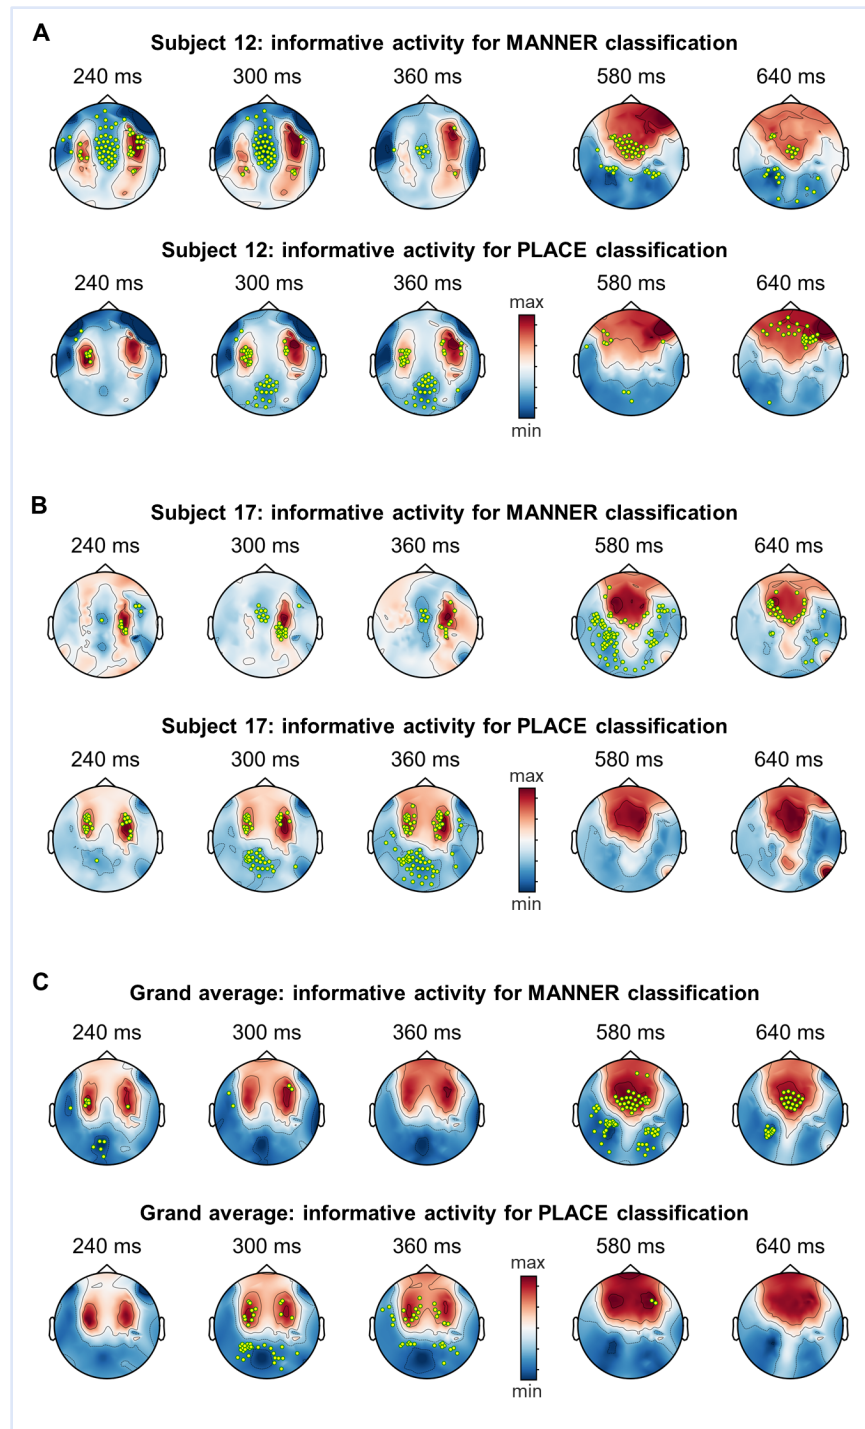 A
Subject 12: informative activity for MANNER classification
240 ms 300 ms 360 ms 580 ms 640 ms
Subject 12: informative activity for PLACE classification
240 ms 300 ms 360 ms 580 ms 640 ms
max
min
B
Subject 17: informative activity for MANNER classification
240 ms 300 ms 360 ms 580 ms 640 ms
Subject 17: informative activity for PLACE classification
240 ms 300 ms 360 ms 580 ms 640 ms
max
min
C
Grand average: informative activity for MANNER classification
240 ms 300 ms 360 ms 580 ms 640 ms
Grand average: informative activity for PLACE classification
240 ms 300 ms 360 ms 580 ms 640 ms
max
min